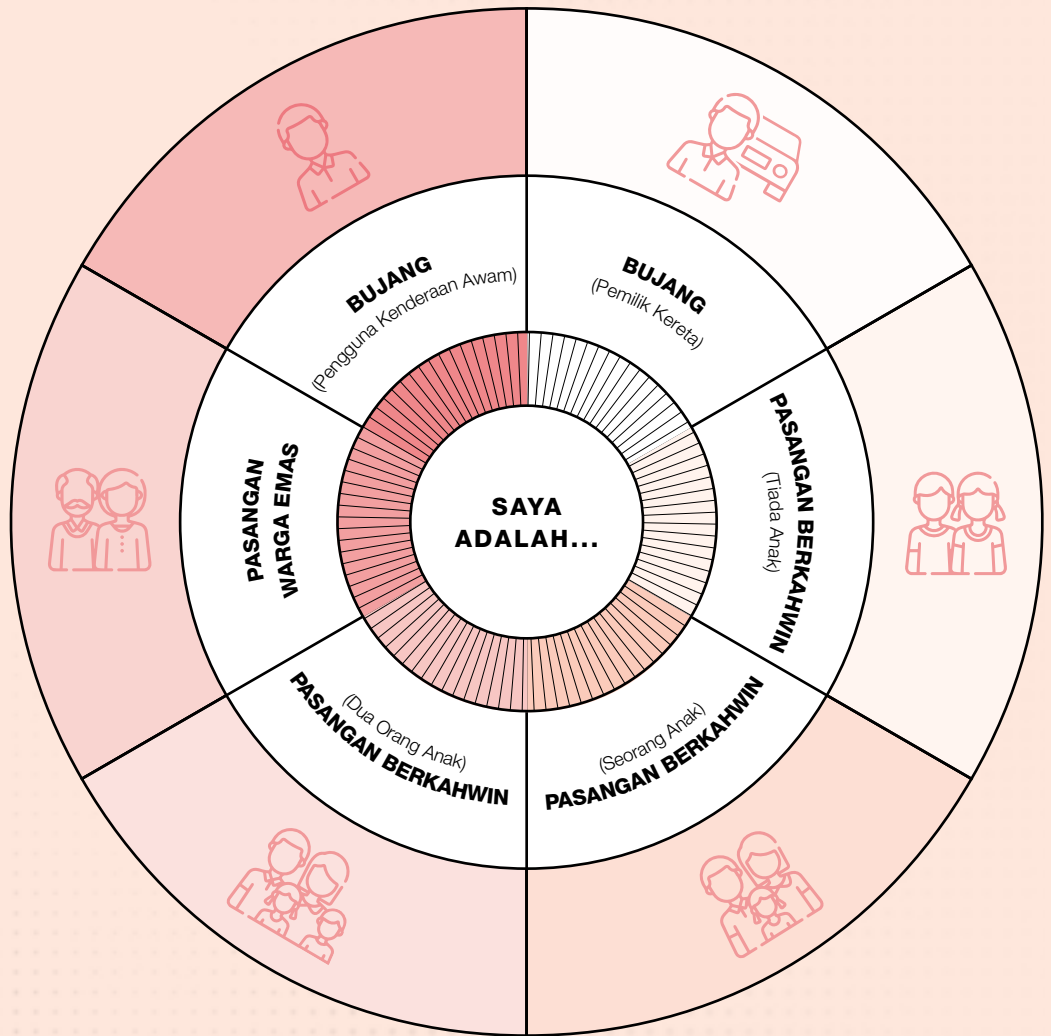 SAYA
ADALAH...
BUJANG
(Pemilik Kereta)
PASANGAN BERKAHWIN
(Tiada Anak)
(Seorang Anak)
PASANGAN BERKAHWIN
(Dua Orang Anak)
PASANGAN BERKAHWIN
PASANGAN
WARGA EMAS
BUJANG
(Pengguna Kenderaan Awam)